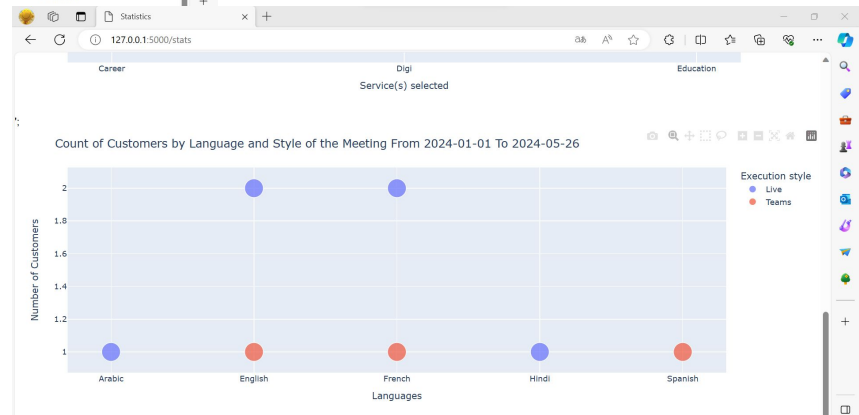 Statistics
127.0.0.1:5000/stats
Career Digi Education
Service(s) selected
';
Count of Customers by Language and Style of the Meeting From 2024-01-01 To 2024-05-26
Execution style
Live
Teams
Number of Customers
2
1.8
1.6
1.4
1.2
1
Arabic English French Hindi Spanish
Languages